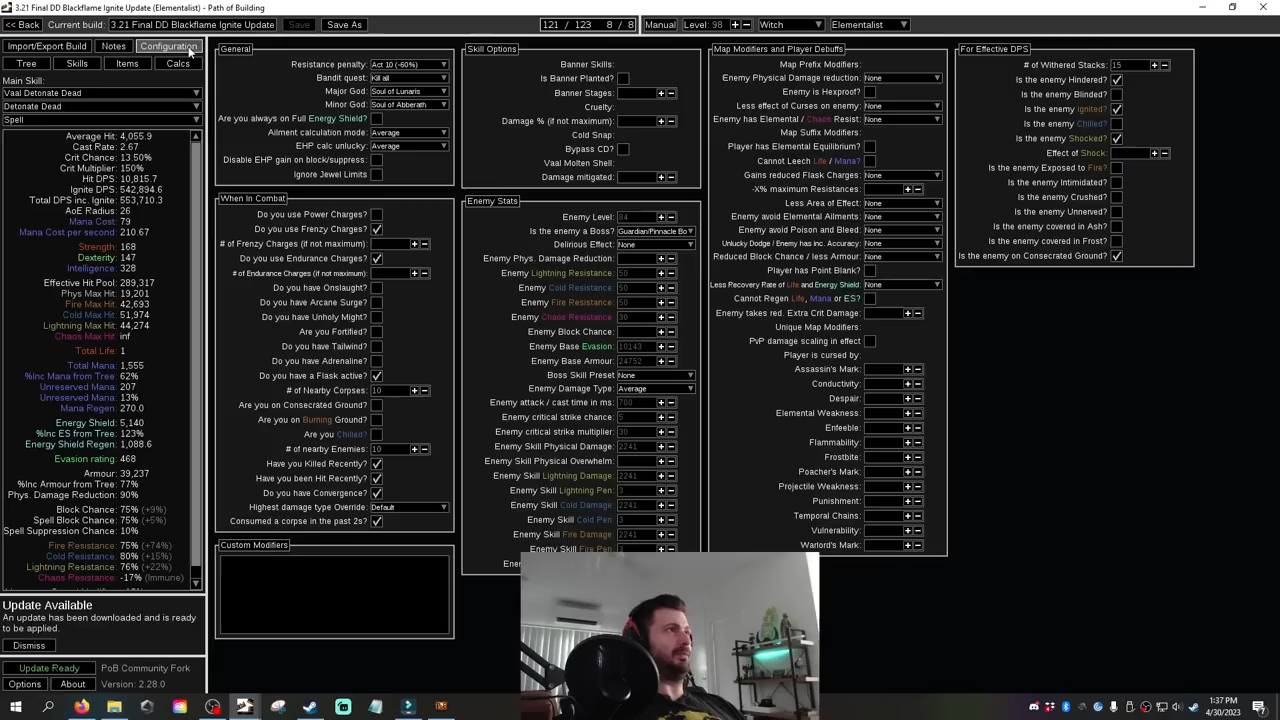 3.21 Final DD Blackflame Ignite Update (Elementalist) - Path of Building
<< Back
Current build:
3.21 Final DD Blackflame Ignite Update
Save
Save As
121 / 123 8 / 8
Manual
Level: 98
Witch
Elementalist
Import/Export Build
Notes
Configuration
Tree
Skills
Items
Calcs
Main Skill:
Vaal Detonate Dead
Detonate Dead
Spell
Average Hit: 4,055.9
Cast Rate: 2.67
Crit Chance: 13.50%
Crit Multiplier: 150%
Hit DPS: 10,815.7
Ignite DPS: 542,894.6
Total DPS inc. Ignite: 553,710.3
AoE Radius: 26
Mana Cost: 79
Mana Cost per second: 210.67
Strength: 168
Dexterity: 147
Intelligence: 328
Effective Hit Pool: 289,317
Phys Max Hit: 19,201
Fire Max Hit: 42,693
Cold Max Hit: 51,974
Lightning Max Hit: 44,274
Chaos Max Hit: inf
Total Life: 1
Total Mana: 1,555
%Inc Mana from Tree: 62%
Unreserved Mana: 207
Unreserved Mana: 13%
Mana Regen: 270.0
Energy Shield: 5,140
%Inc ES from Tree: 123%
Energy Shield Regen: 1,088.6
Evasion rating: 468
Armour: 39,237
%Inc Armour from Tree: 77%
Phys. Damage Reduction: 90%
Block Chance: 75% (+9%)
Spell Block Chance: 75% (+5%)
Spell Suppression Chance: 10%
Fire Resistance: 75% (+74%)
Cold Resistance: 80% (+15%)
Lightning Resistance: 76% (+22%)
Chaos Resistance: -17% (Immune)
Update Available
An update has been downloaded and is ready to be applied.
Dismiss
Update Ready
PoB Community Fork
Options
About
Version: 2.28.0
General
Resistance penalty: Act 10 (-60%)
Bandit quest: Kill all
Major God: Soul of Lunaris
Minor God: Soul of Abberath
Are you always on Full Energy Shield?
Ailment calculation mode: Average
EHP calc unlucky: Average
Disable EHP gain on block/suppress:
Ignore Jewel Limits
When In Combat
Do you use Power Charges?
Do you use Frenzy Charges?
# of Frenzy Charges (if not maximum):
Do you use Endurance Charges?
# of Endurance Charges (if not maximum):
Do you have Onslaught?
Do you have Arcane Surge?
Do you have Unholy Might?
Are you Fortified?
Do you have Tailwind?
Do you have Adrenaline?
Do you have a Flask active?
# of Nearby Corpses: 10
Are you on Consecrated Ground?
Are you on Burning Ground?
Are you Chilled?
# of nearby Enemies: 10
Have you Killed Recently?
Have you been Hit Recently?
Do you have Convergence?
Highest damage type Override: Default
Consumed a corpse in the past 2s?
Custom Modifiers
Skill Options
Banner Skills:
Is Banner Planted?
Banner Stages:
Cruelty:
Damage % (if not maximum):
Cold Snap:
Bypass CD?
Vaal Molten Shell:
Damage mitigated:
Enemy Stats
Enemy Level: 84
Is the enemy a Boss? Guardian/Pinnacle Bo
Delirious Effect: None
Enemy Phys. Damage Reduction:
Enemy Lightning Resistance: 50
Enemy Cold Resistance: 50
Enemy Fire Resistance: 50
Enemy Chaos Resistance: 30
Enemy Block Chance:
Enemy Base Evasion: 10143
Enemy Base Armour: 24752
Boss Skill Preset None
Enemy Damage Type: Average
Enemy attack / cast time in ms: 700
Enemy critical strike chance: 5
Enemy critical strike multiplier: 30
Enemy Skill Physical Damage: 2241
Enemy Skill Physical Overwhelm:
Enemy Skill Lightning Damage: 2241
Enemy Skill Lightning Pen: 3
Enemy Skill Cold Damage: 2241
Enemy Skill Cold Pen: 3
Enemy Skill Fire Damage: 2241
Enemy Skill Fire Pen: 3
Map Modifiers and Player Debuffs
Map Prefix Modifiers:
Enemy Physical Damage reduction: None
Enemy is Hexproof?
Less effect of Curses on enemy: None
Enemy has Elemental / Chaos Resist: None
Map Suffix Modifiers:
Player has Elemental Equilibrium?
Cannot Leech Life / Mana?
Gains reduced Flask Charges: None
-X% maximum Resistances:
Less Area of Effect: None
Enemy avoid Elemental Ailments: None
Enemy avoid Poison and Bleed: None
Unlucky Dodge / Enemy has inc. Accuracy: None
Reduced Block Chance / less Armour: None
Player has Point Blank?
Less Recovery Rate of Life and Energy Shield: None
Cannot Regen Life, Mana or ES?
Enemy takes red. Extra Crit Damage:
Unique Map Modifiers:
PvP damage scaling in effect
Player is cursed by:
Assassin's Mark:
Conductivity:
Despair:
Elemental Weakness:
Enfeeble:
Flammability:
Frostbite:
Poacher's Mark:
Projectile Weakness:
Punishment:
Temporal Chains:
Vulnerability:
Warlord's Mark:
For Effective DPS
# of Withered Stacks: 15
Is the enemy Hindered?
Is the enemy Blinded?
Is the enemy Ignited?
Is the enemy Chilled?
Is the enemy Shocked?
Effect of Shock:
Is the enemy Exposed to Fire?
Is the enemy Intimidated?
Is the enemy Crushed?
Is the enemy Unnerved?
Is the enemy covered in Ash?
Is the enemy covered in Frost?
Is the enemy on Consecrated Ground?
1:37 PM
4/30/2023